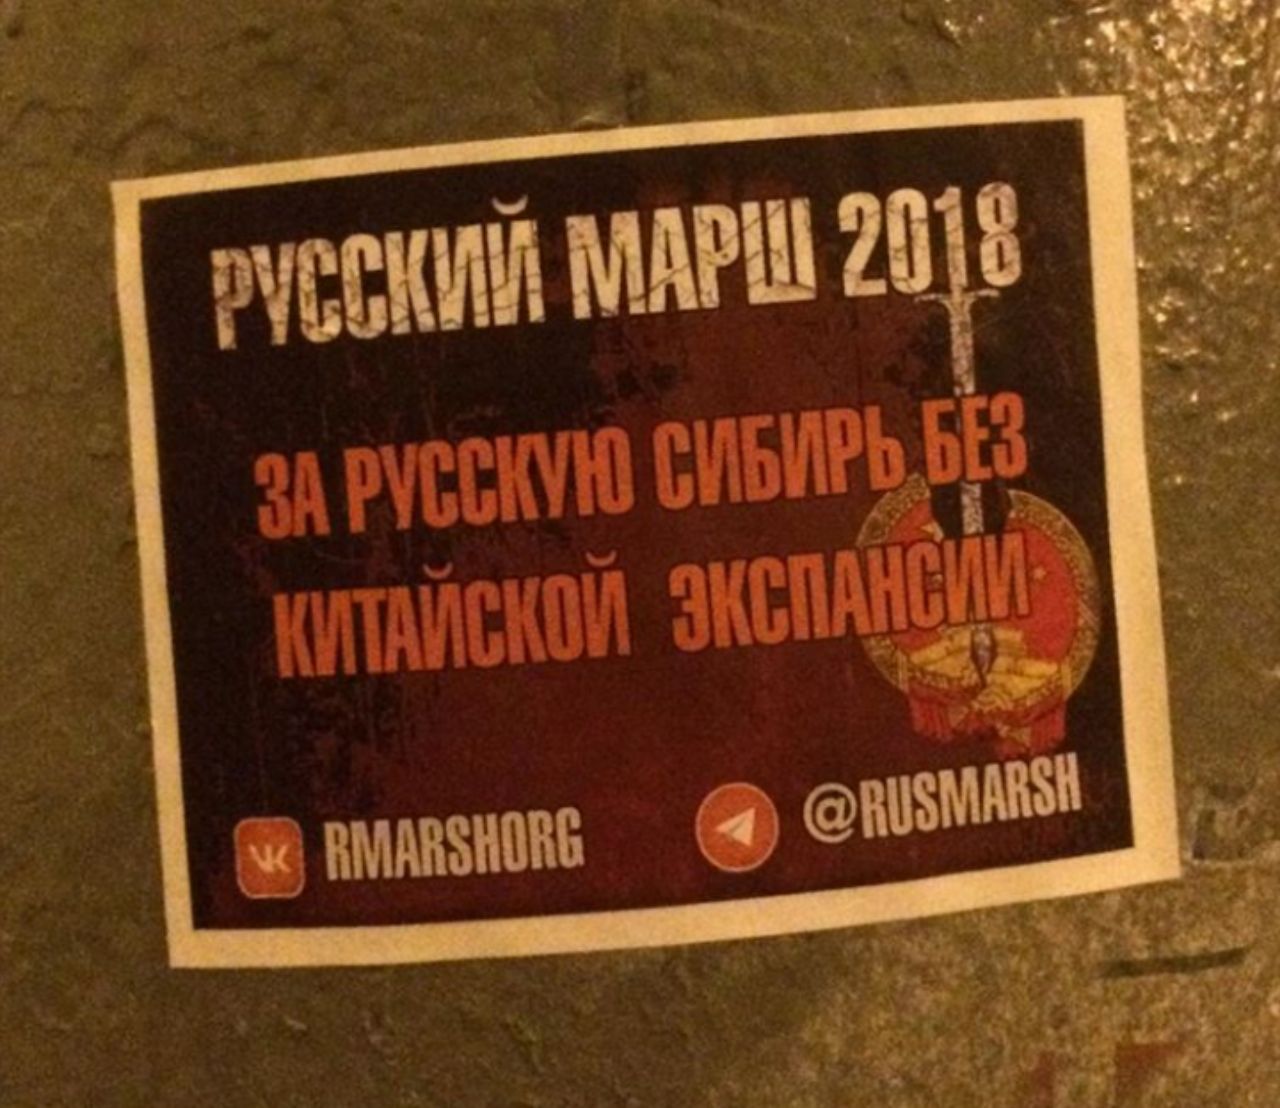 РУССКИЙ МАРШ 2018
ЗА РУССКУЮ СИБИРЬ БЕЗ
КИТАЙСКОЙ ЭКСПАНСИИ
RMARSHORG
@RUSMARSH